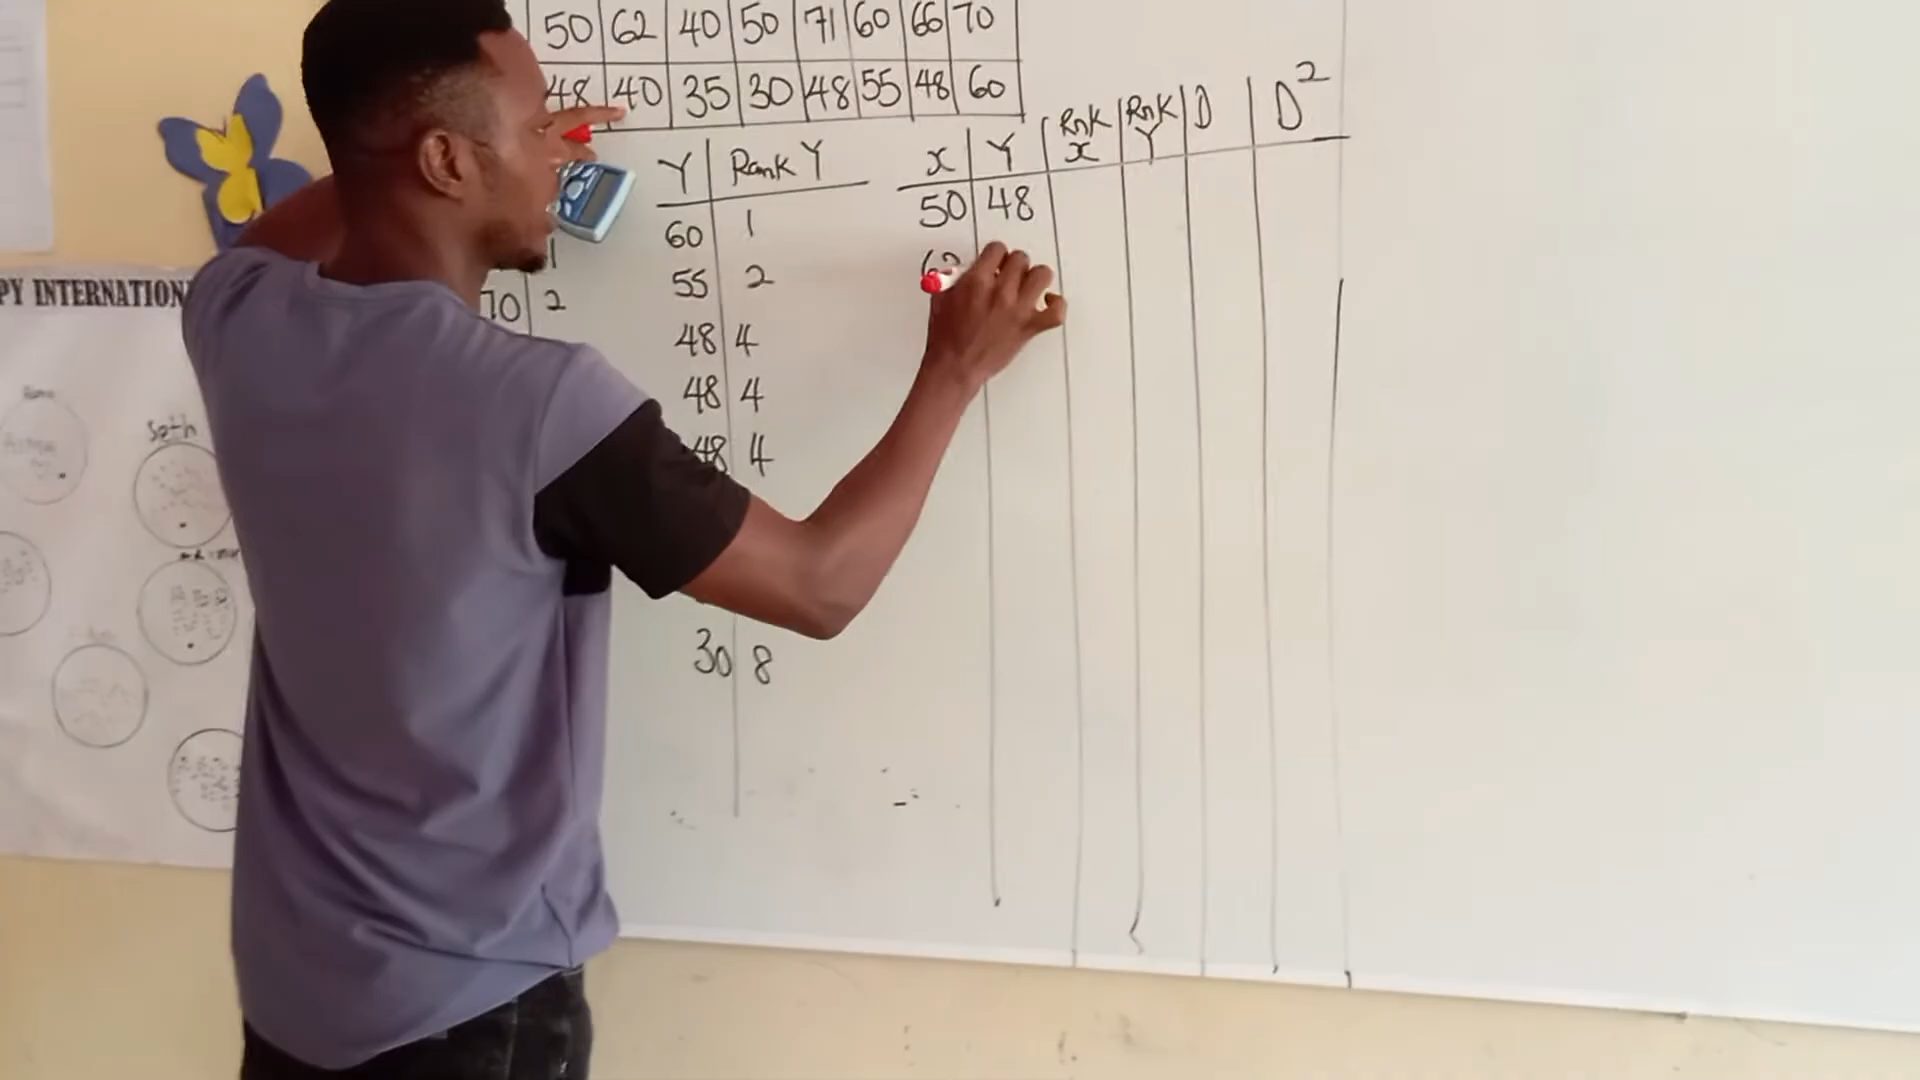 50 62 40 50 71 60 66 70
48 40 35 30 48 55 48 60
Y Rank Y
60 1
55 2
48 4
48 4
48 4
30 8
1
70 2
x Y Rnk x Rnk Y D D²
50 48
62
PY INTERNATION
Seth